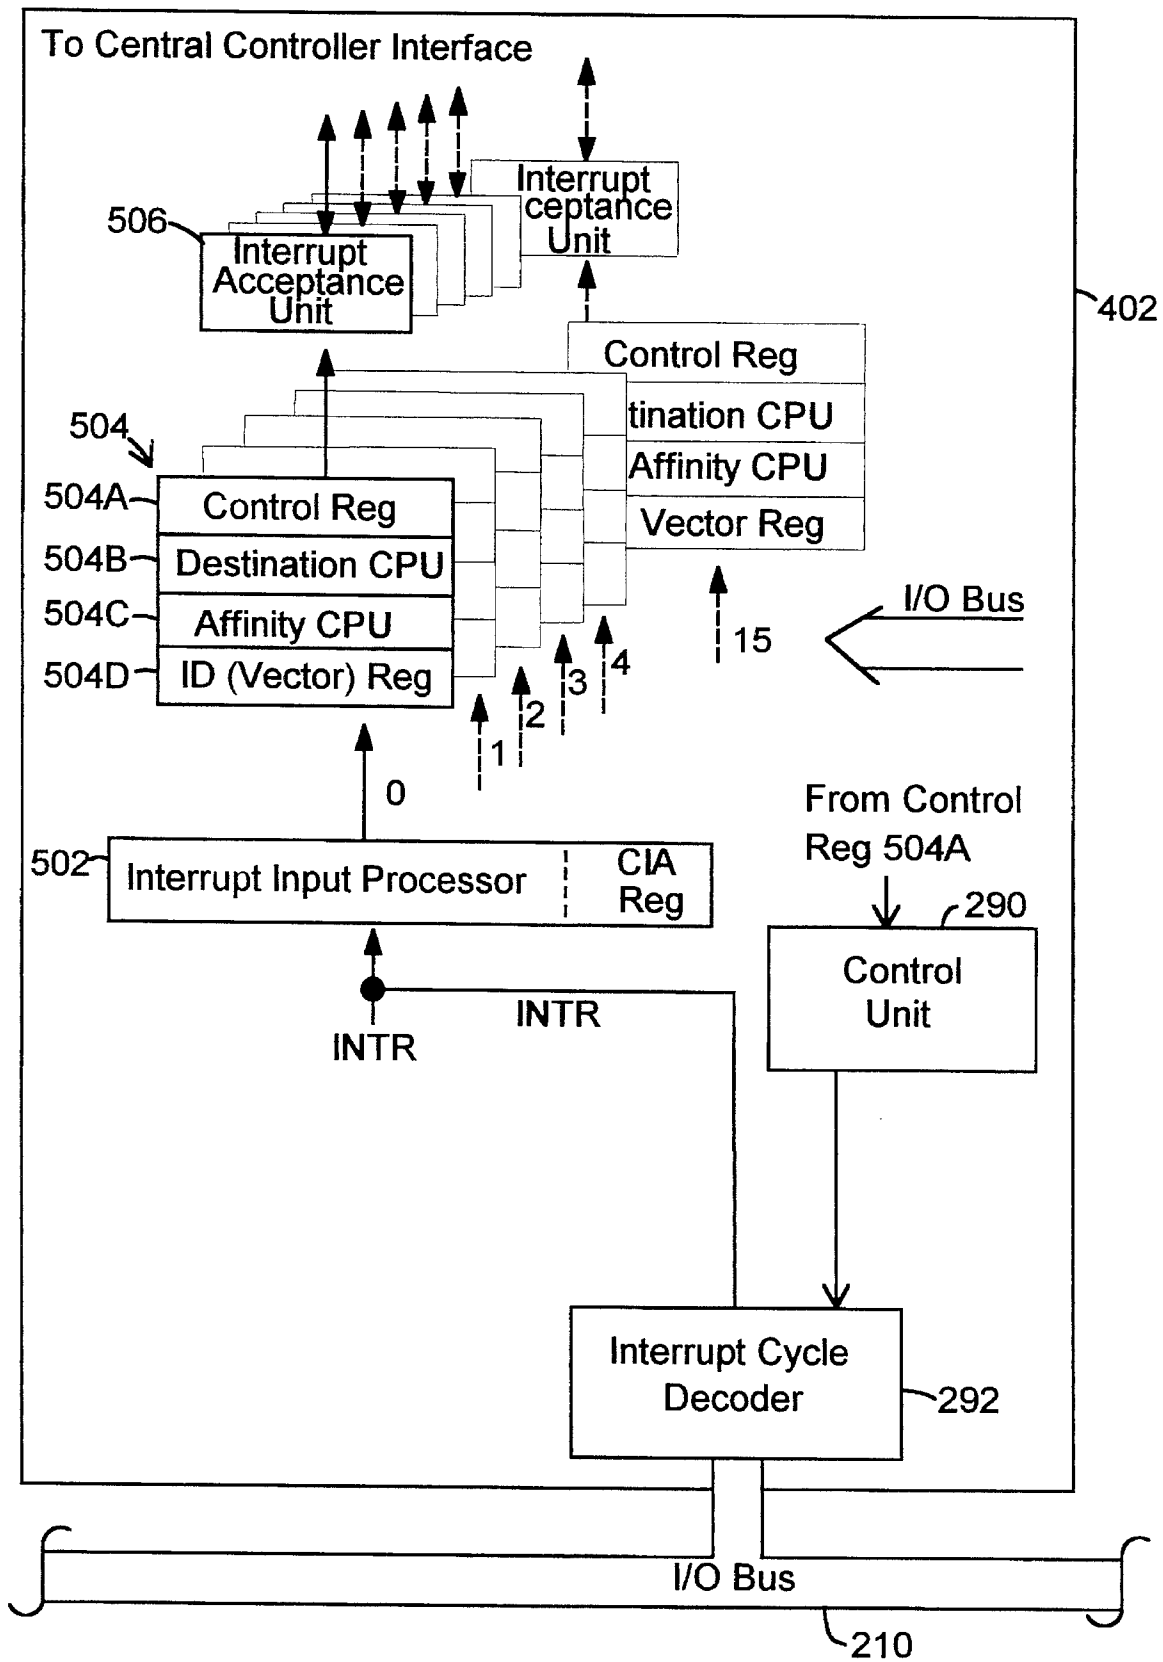 To Central Controller Interface
Interrupt
ceptance
Unit
506
Interrupt
Acceptance
Unit
402
Control Reg
tination CPU
Affinity CPU
Vector Reg
504
504A
Control Reg
504B
Destination CPU
504C
Affinity CPU
504D
ID (Vector) Reg
I/O Bus
15
4
3
2
1
0
From Control
Reg 504A
502
Interrupt Input Processor
CIA
Reg
290
Control
Unit
INTR
INTR
Interrupt Cycle
Decoder
292
I/O Bus
210